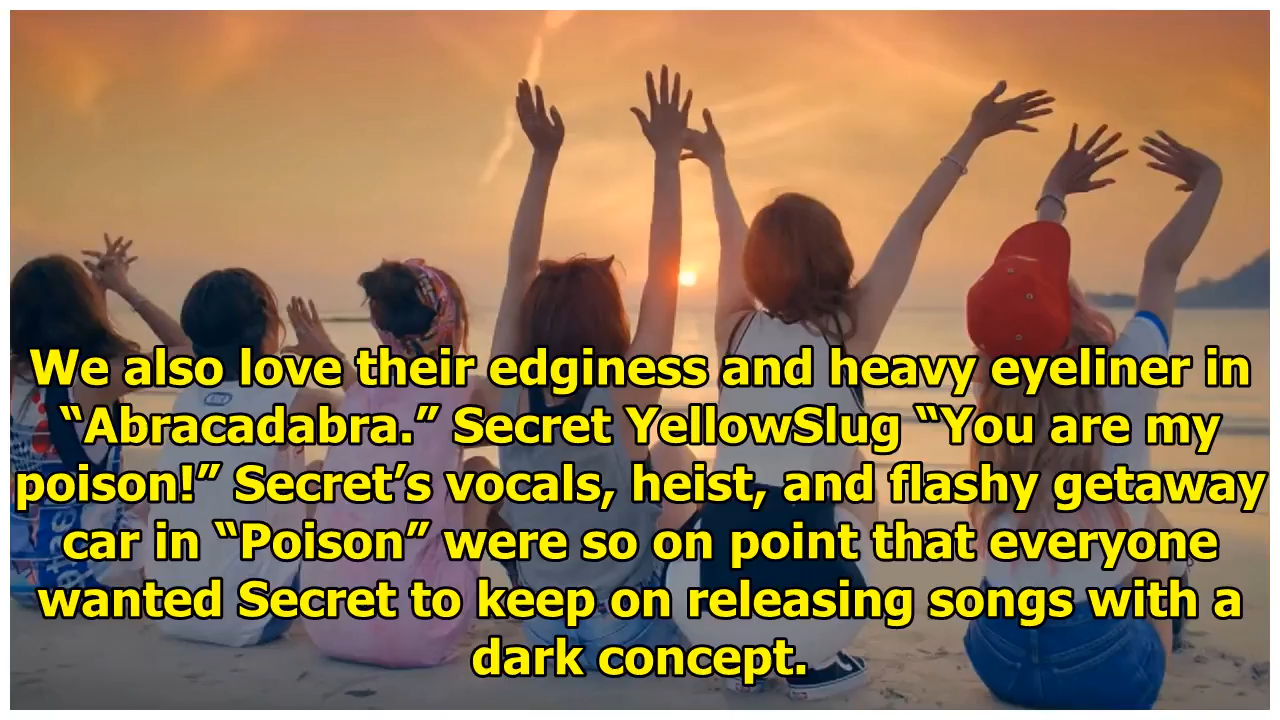 We also love their edginess and heavy eyeliner in
“Abracadabra.” Secret YellowSlug “You are my
poison!” Secret’s vocals, heist, and flashy getaway
car in “Poison” were so on point that everyone
wanted Secret to keep on releasing songs with a
dark concept.